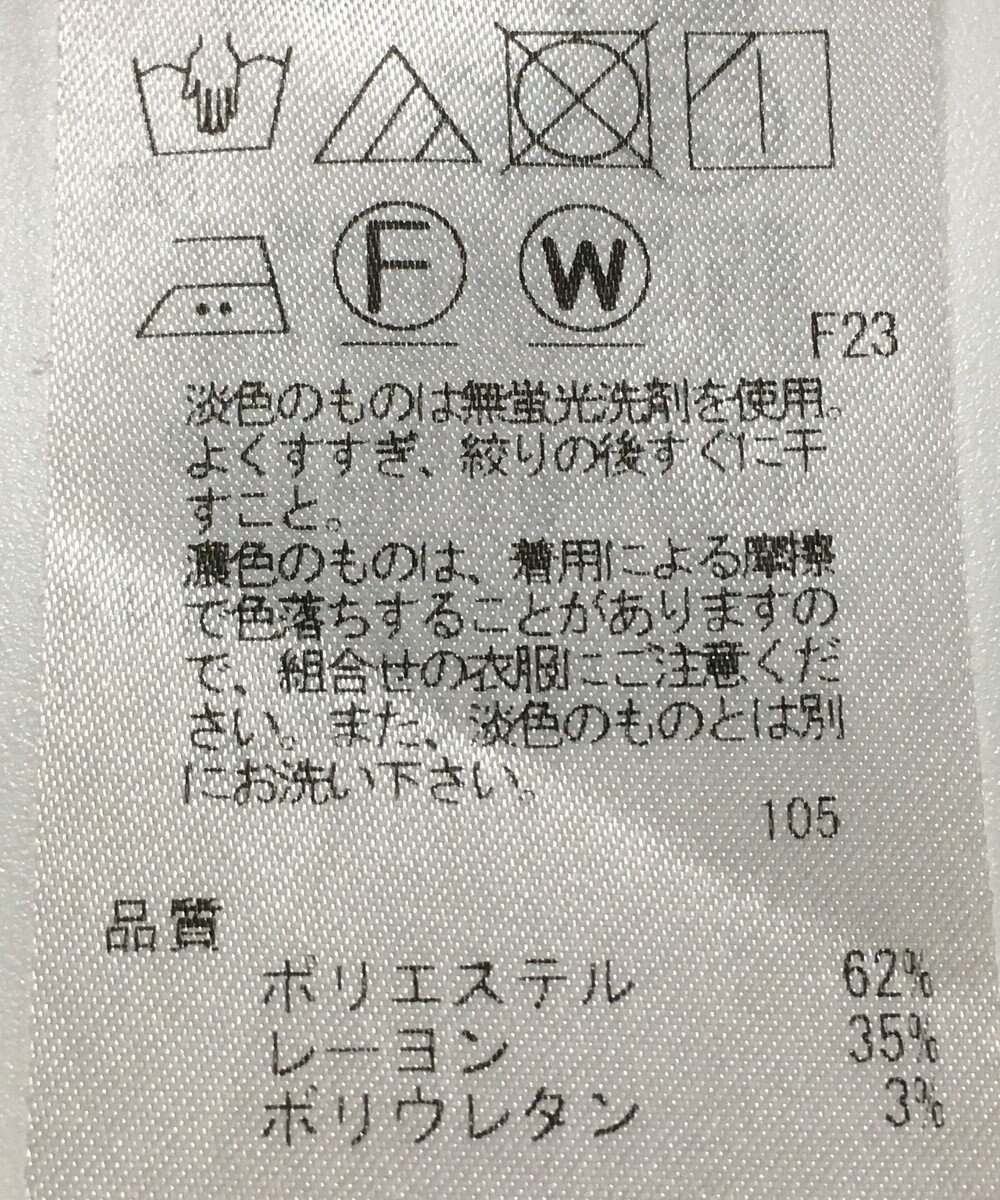 F
W
F23
淡色のものは無蛍光洗剤を使用。
よくすすぎ、絞りの後すぐに干
すこと。
濃色のものは、着用による摩擦
で色落ちすることがありますの
で、組合せの衣服にご注意くだ
さい。また、淡色のものとは別
にお洗い下さい。
105
品質
ポリエステル 62%
レーヨン 35%
ポリウレタン 3%